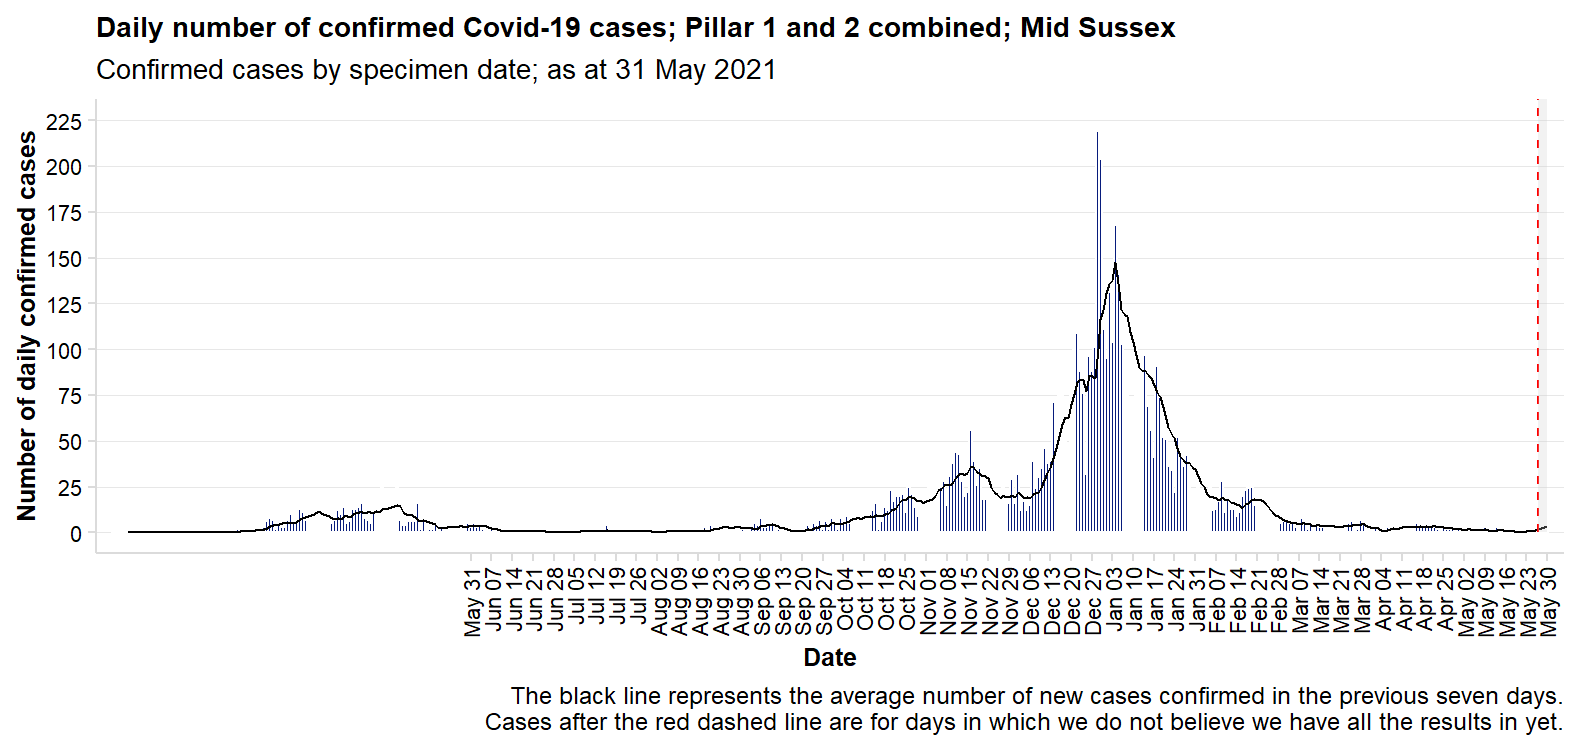 Daily number of confirmed Covid-19 cases; Pillar 1 and 2 combined; Mid Sussex
Confirmed cases by specimen date; as at 31 May 2021
Number of daily confirmed cases
225
200
175
150
125
100
75
50
25
0
May 31
Jun 07
Jun 14
Jun 21
Jun 28
Jul 05
Jul 12
Jul 19
Jul 26
Aug 02
Aug 09
Aug 16
Aug 23
Aug 30
Sep 06
Sep 13
Sep 20
Sep 27
Oct 04
Oct 11
Oct 18
Oct 25
Nov 01
Nov 08
Nov 15
Nov 22
Nov 29
Dec 06
Dec 13
Dec 20
Dec 27
Jan 03
Jan 10
Jan 17
Jan 24
Jan 31
Feb 07
Feb 14
Feb 21
Feb 28
Mar 07
Mar 14
Mar 21
Mar 28
Apr 04
Apr 11
Apr 18
Apr 25
May 02
May 09
May 16
May 23
May 30
Date
The black line represents the average number of new cases confirmed in the previous seven days.
Cases after the red dashed line are for days in which we do not believe we have all the results in yet.